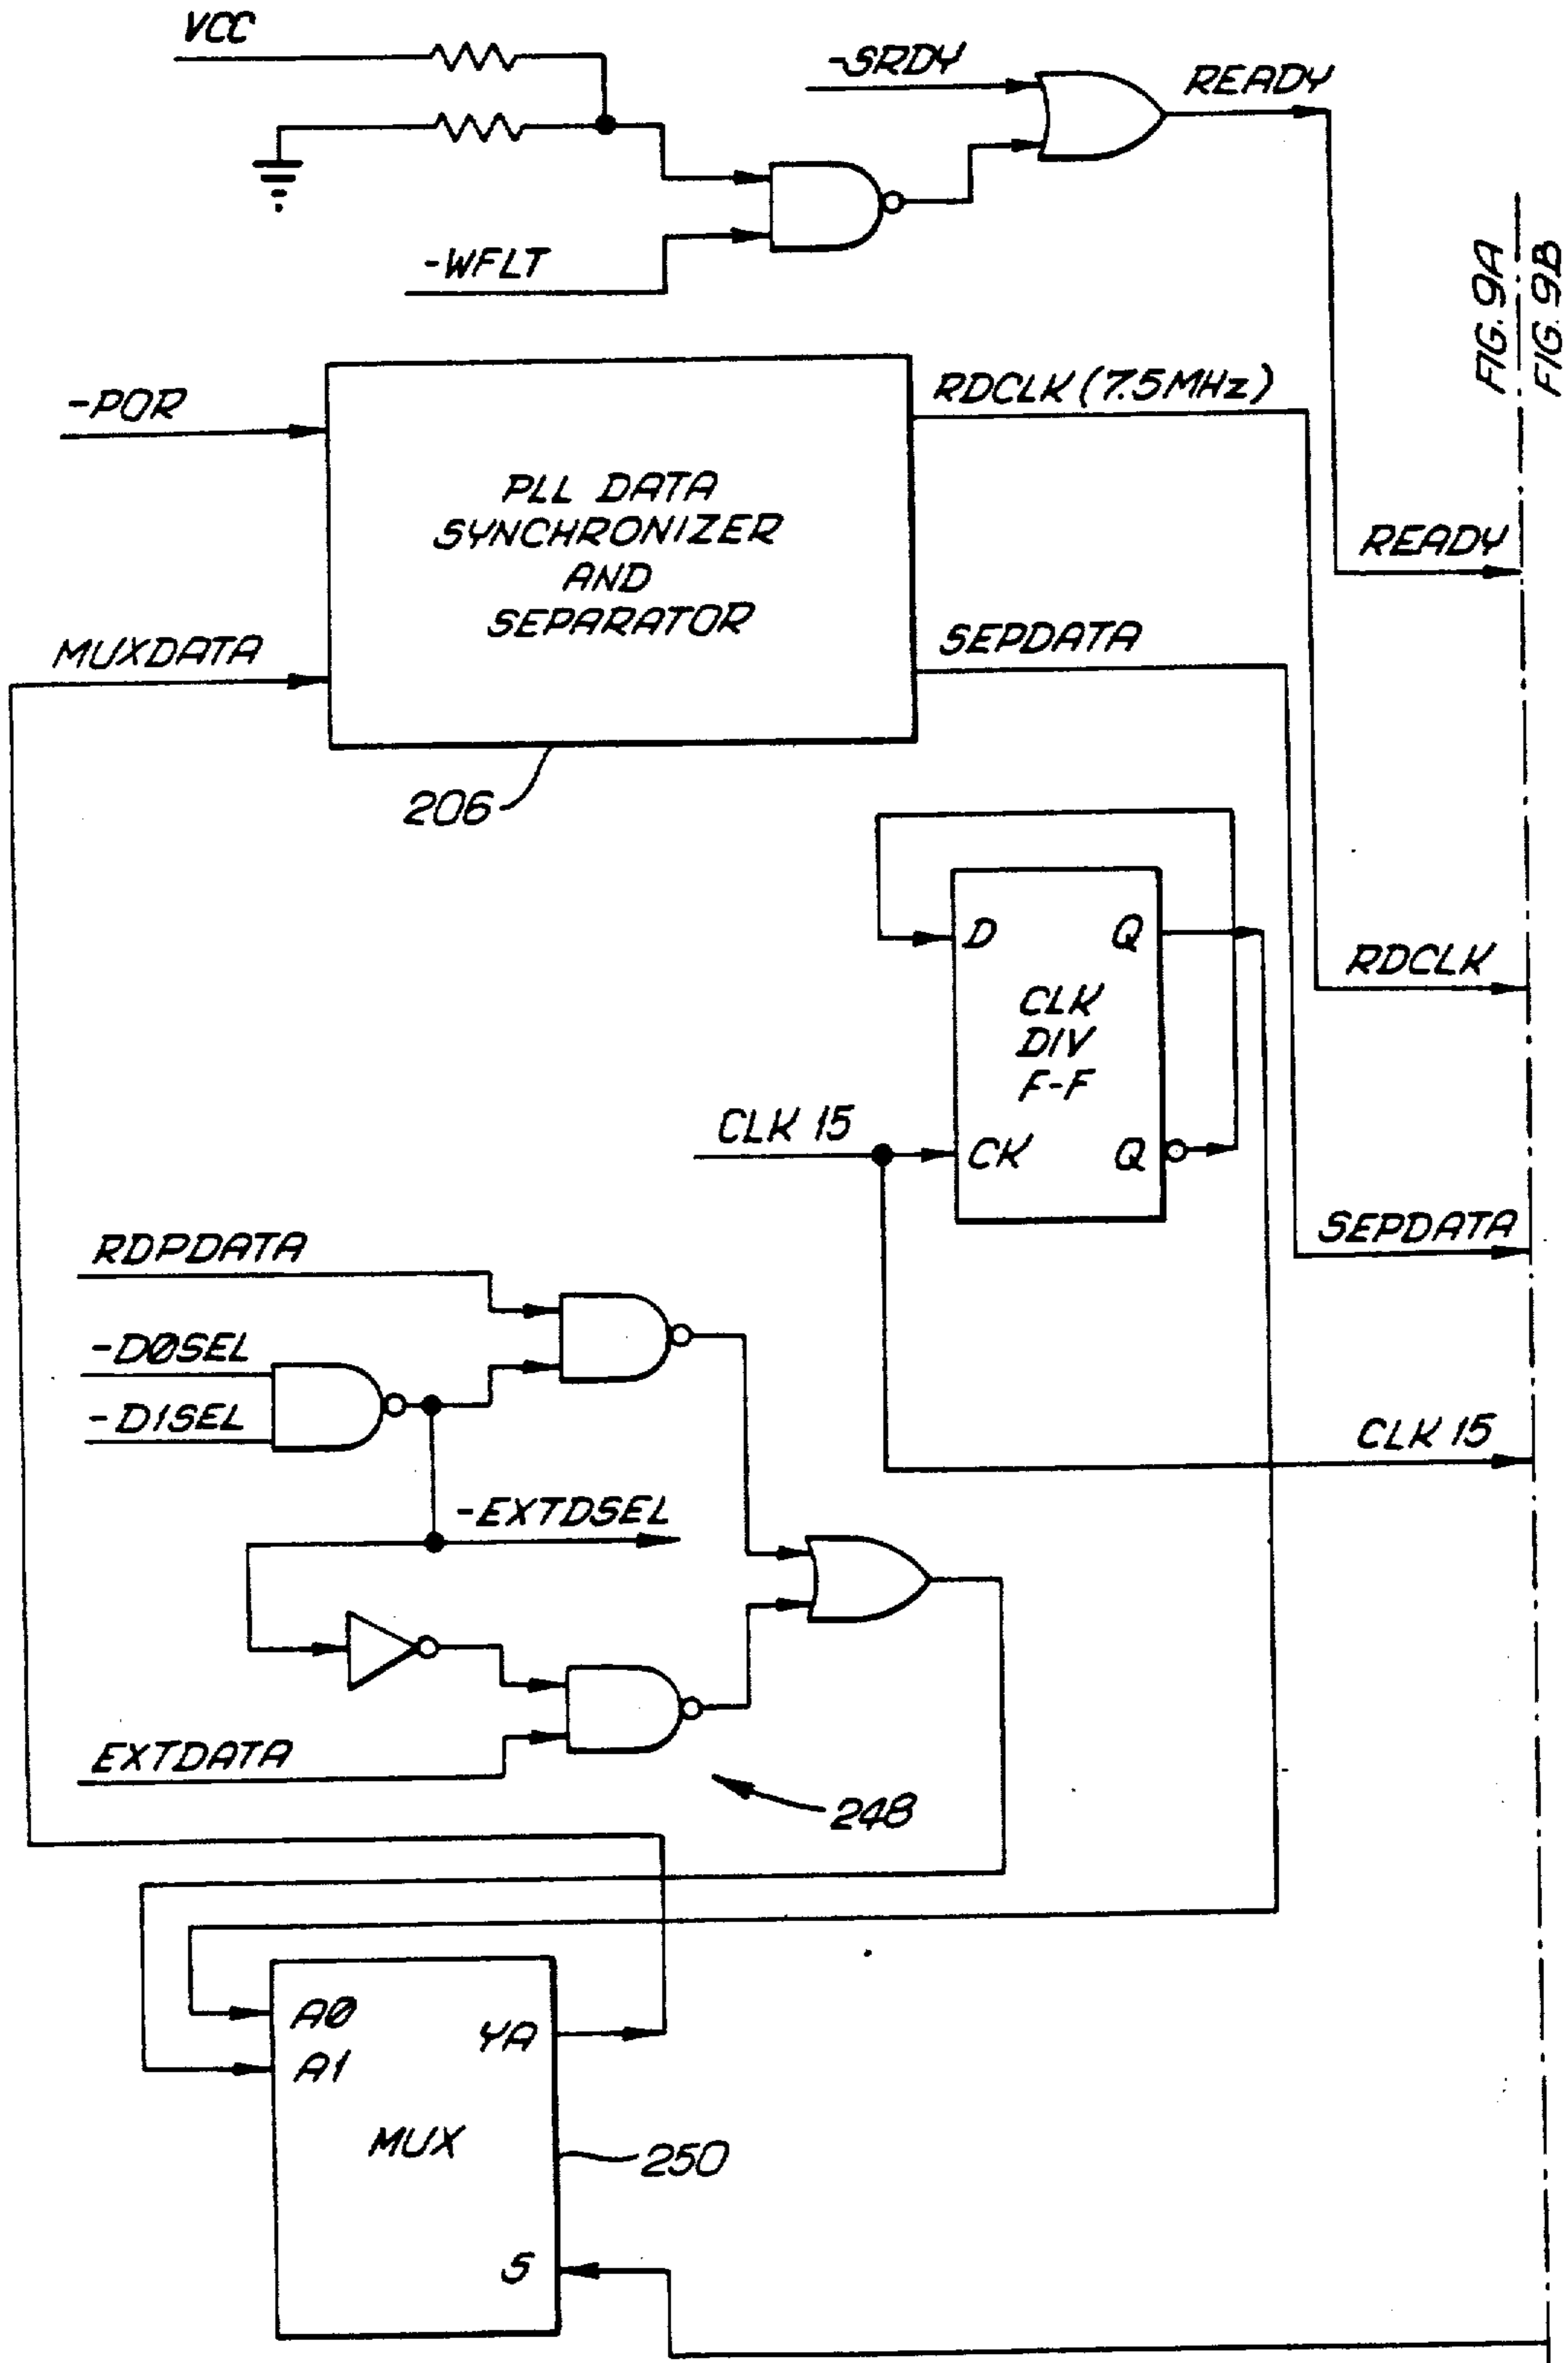 VCC
-SRDY
READY
-WFLT
FIG. 9A
FIG. 9B
-POR
RDCLK (7.5MHz)
PLL DATA
SYNCHRONIZER
AND
SEPARATOR
READY
MUXDATA
SEPDATA
206
D Q
CLK
DIV
F-F
RDCLK
CLK 15
CK Q
SEPDATA
RDPDATA
-DØSEL
-D1SEL
CLK 15
-EXTDSEL
EXTDATA
248
AØ
YA
A1
MUX
250
S